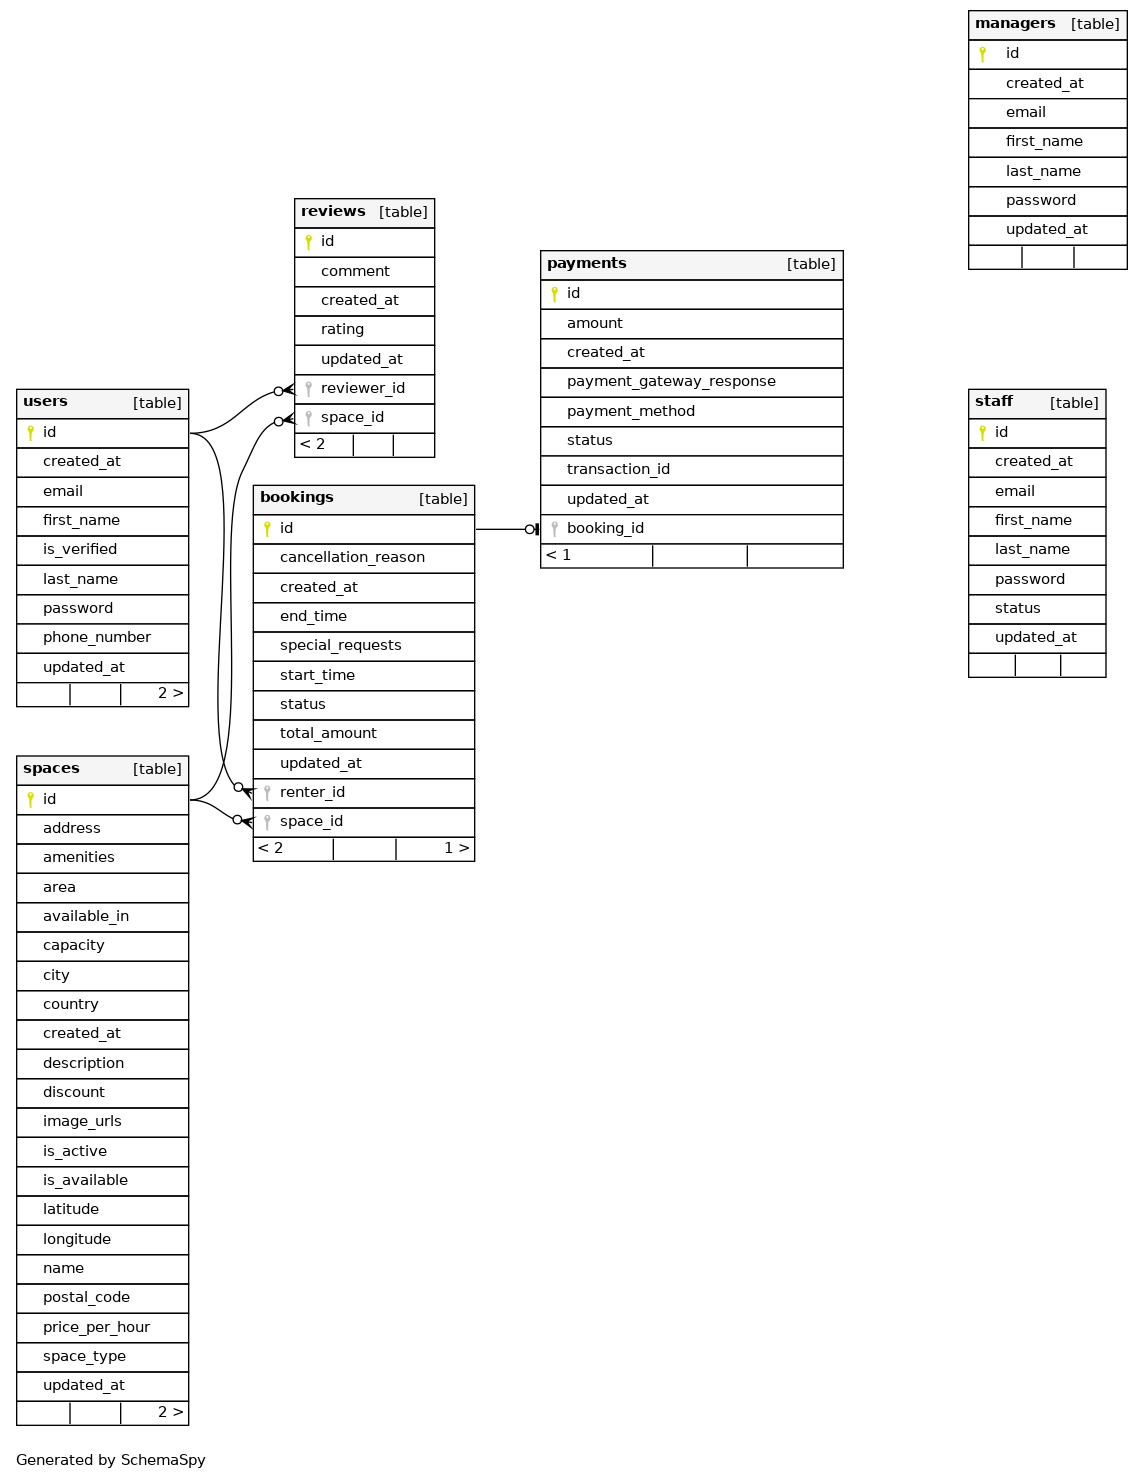 managers [table]
id
created_at
email
first_name
last_name
password
updated_at
reviews [table]
id
comment
created_at
rating
updated_at
reviewer_id
space_id
< 2
payments [table]
id
amount
created_at
payment_gateway_response
payment_method
status
transaction_id
updated_at
booking_id
< 1
users [table]
id
created_at
email
first_name
is_verified
last_name
password
phone_number
updated_at
2 >
staff [table]
id
created_at
email
first_name
last_name
password
status
updated_at
bookings [table]
id
cancellation_reason
created_at
end_time
special_requests
start_time
status
total_amount
updated_at
renter_id
space_id
< 2 1 >
spaces [table]
id
address
amenities
area
available_in
capacity
city
country
created_at
description
discount
image_urls
is_active
is_available
latitude
longitude
name
postal_code
price_per_hour
space_type
updated_at
2 >
Generated by SchemaSpy